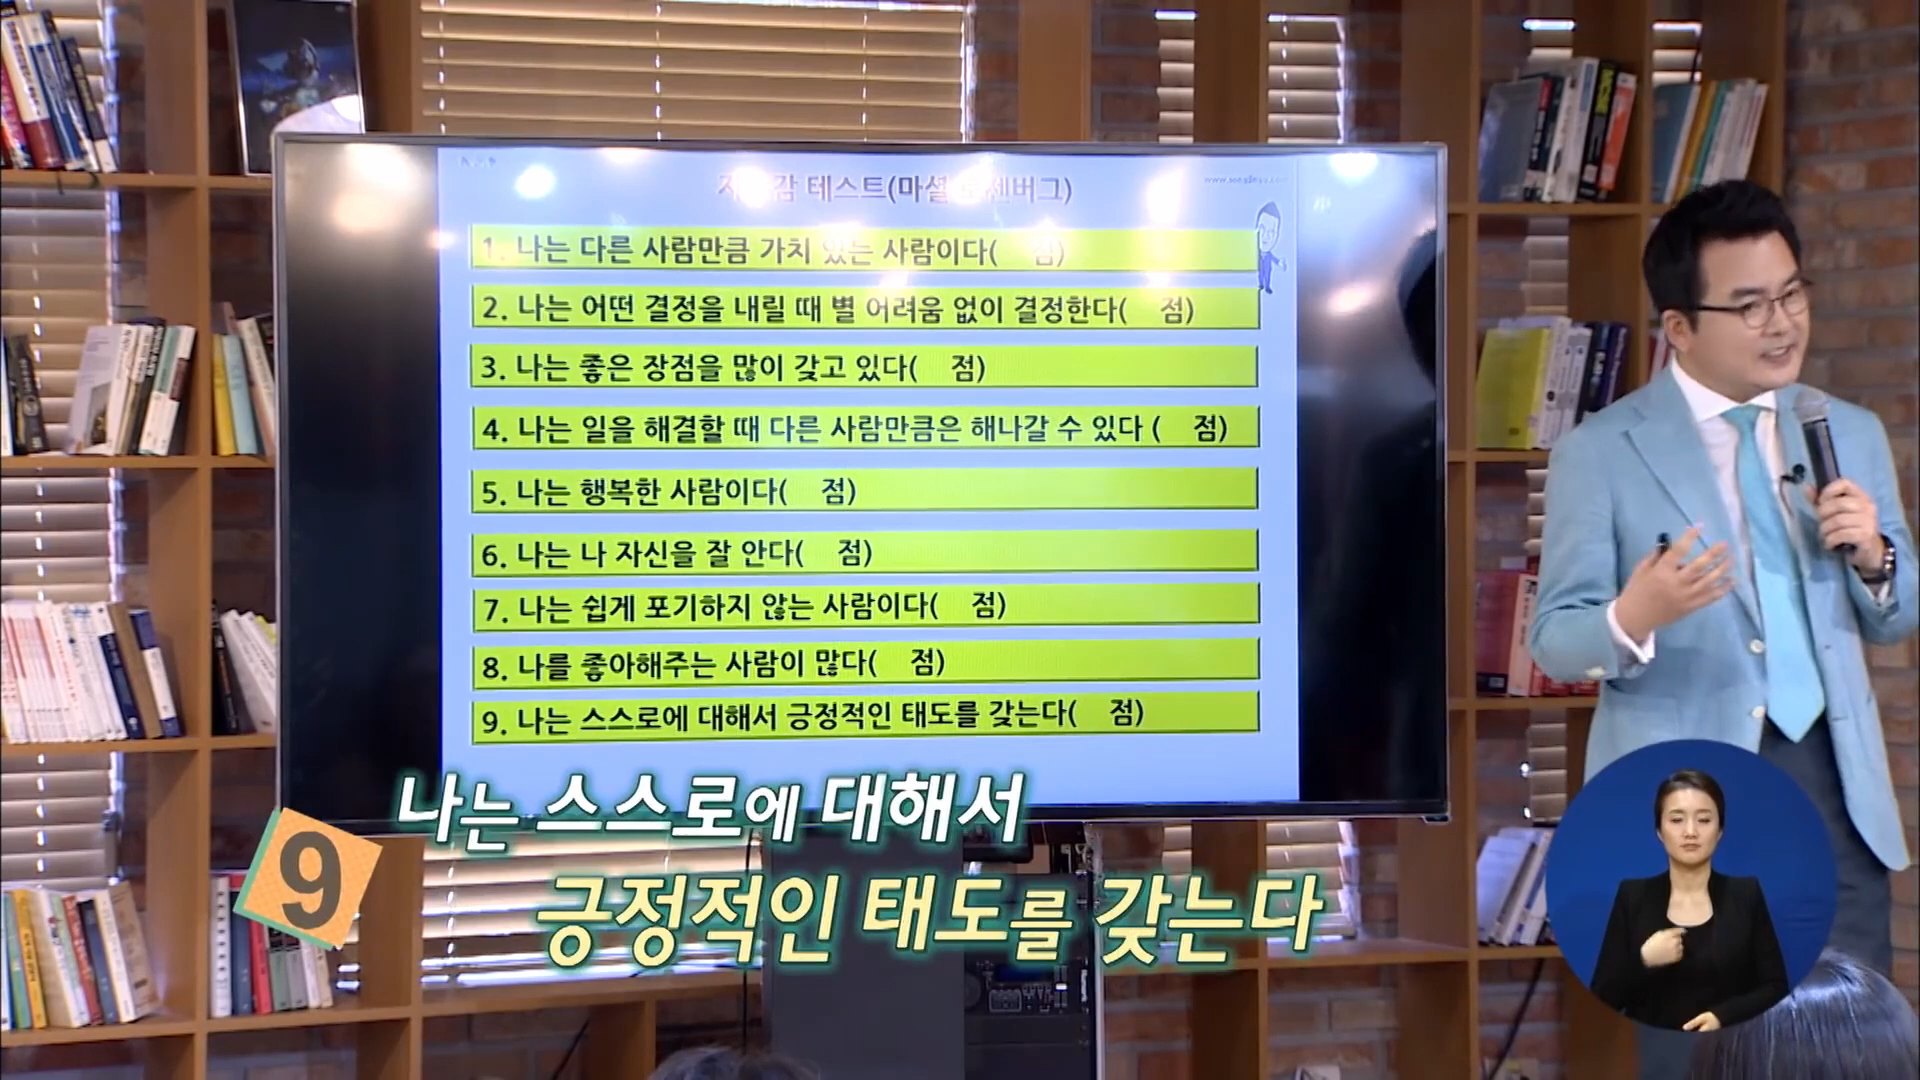 감 테스트(마셜 센버그)
1. 나는 다른 사람만큼 가치 있는 사람이다( 점)
2. 나는 어떤 결정을 내릴 때 별 어려움 없이 결정한다( 점)
3. 나는 좋은 장점을 많이 갖고 있다( 점)
4. 나는 일을 해결할 때 다른 사람만큼은 해나갈 수 있다 ( 점)
5. 나는 행복한 사람이다( 점)
6. 나는 나 자신을 잘 안다( 점)
7. 나는 쉽게 포기하지 않는 사람이다( 점)
8. 나를 좋아해주는 사람이 많다( 점)
9. 나는 스스로에 대해서 긍정적인 태도를 갖는다( 점)
9 나는 스스로에 대해서
긍정적인 태도를 갖는다